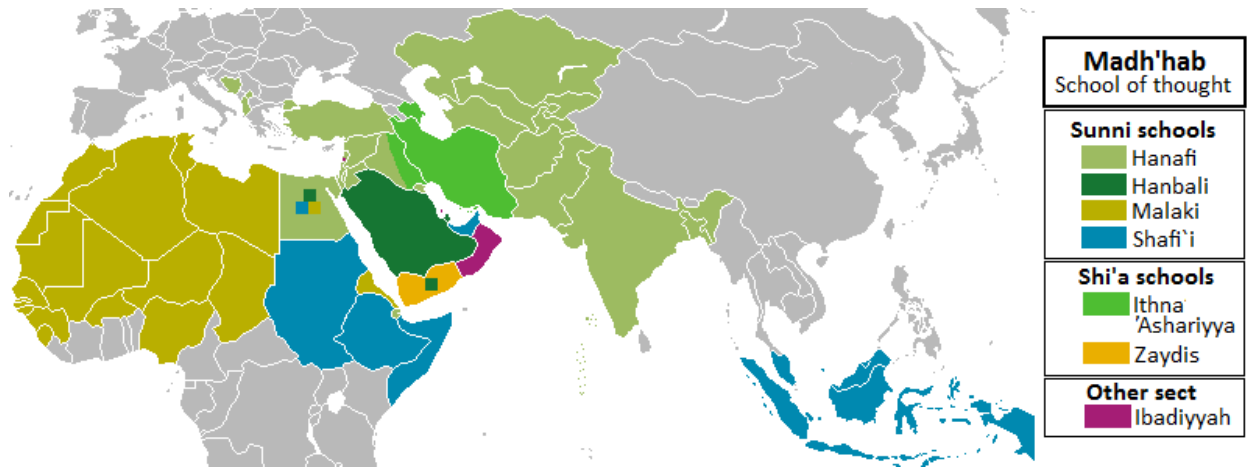 Madh'hab
School of thought
Sunni schools
Hanafi
Hanbali
Malaki
Shafi`i
Shi'a schools
Ithna
'Ashariyya
Zaydis
Other sect
Ibadiyyah